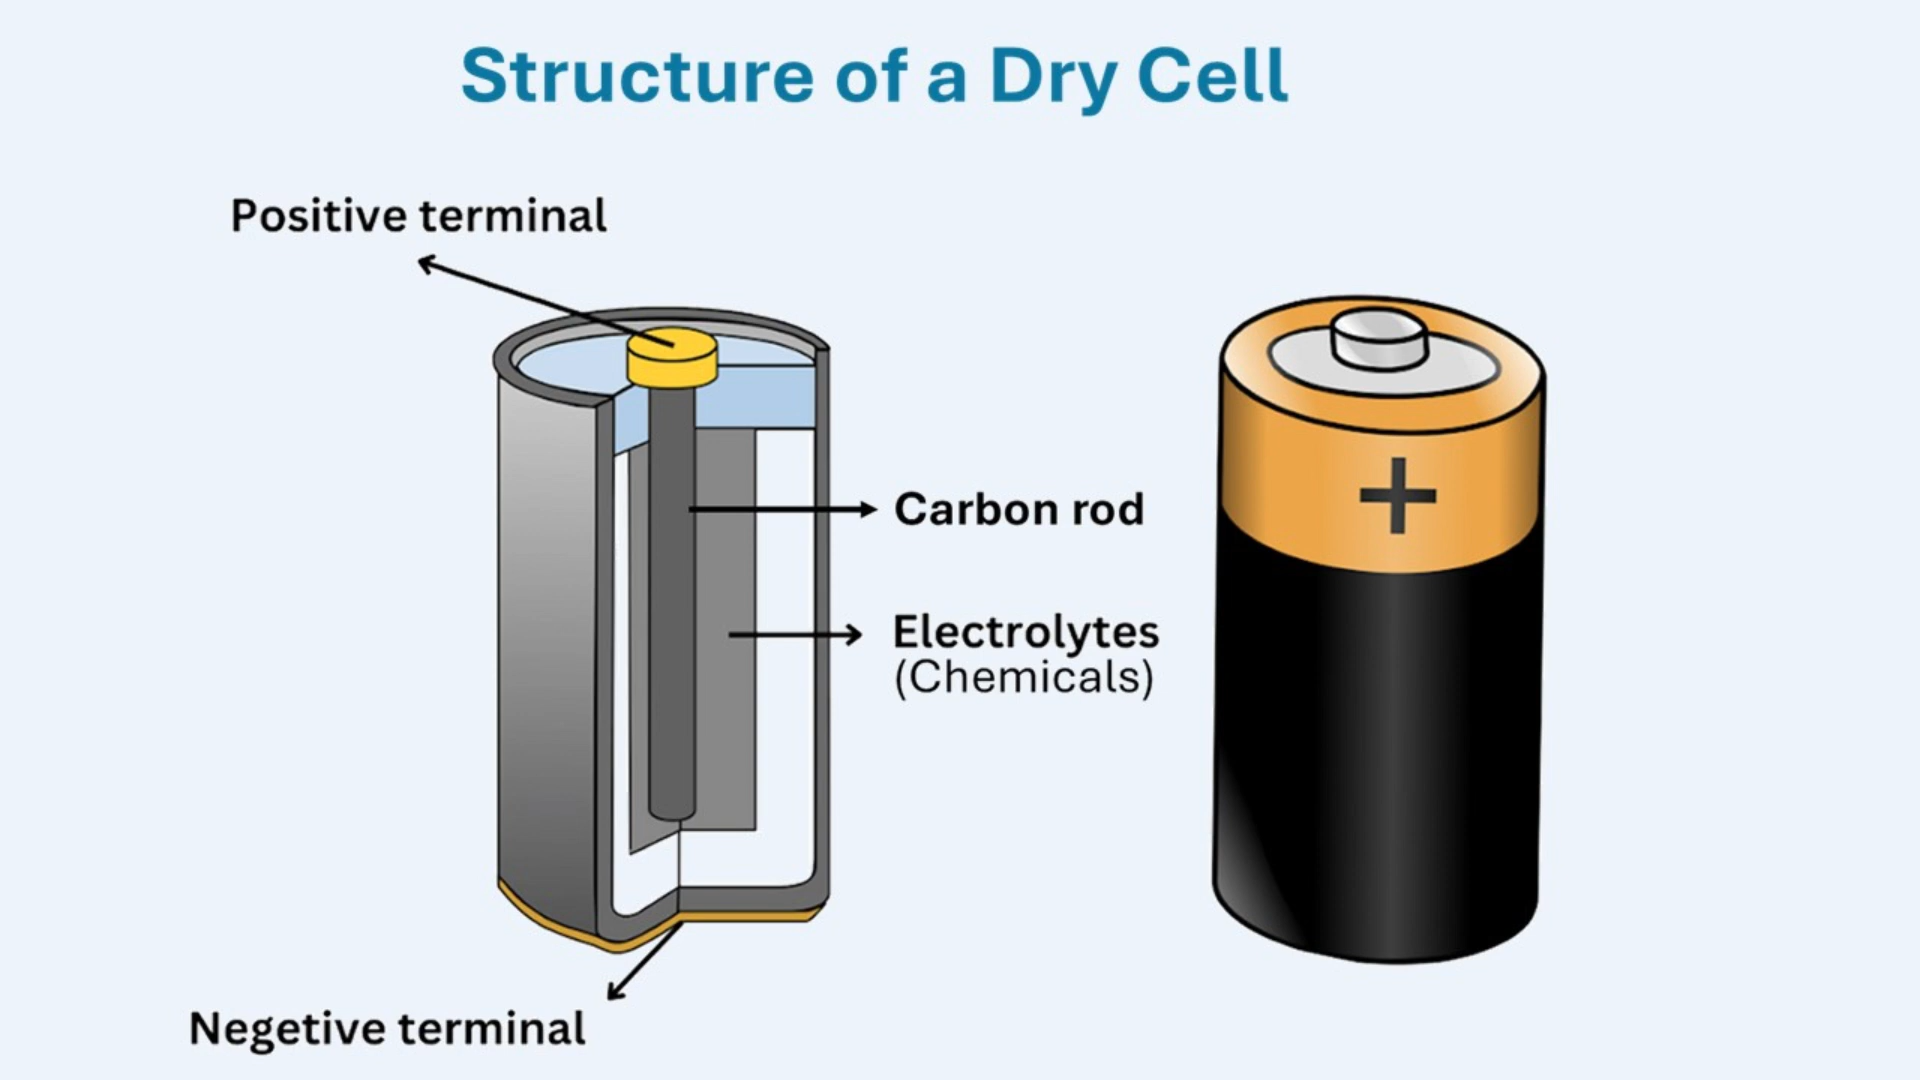 Structure of a Dry Cell
Positive terminal
Carbon rod
Electrolytes
(Chemicals)
+
Negetive terminal